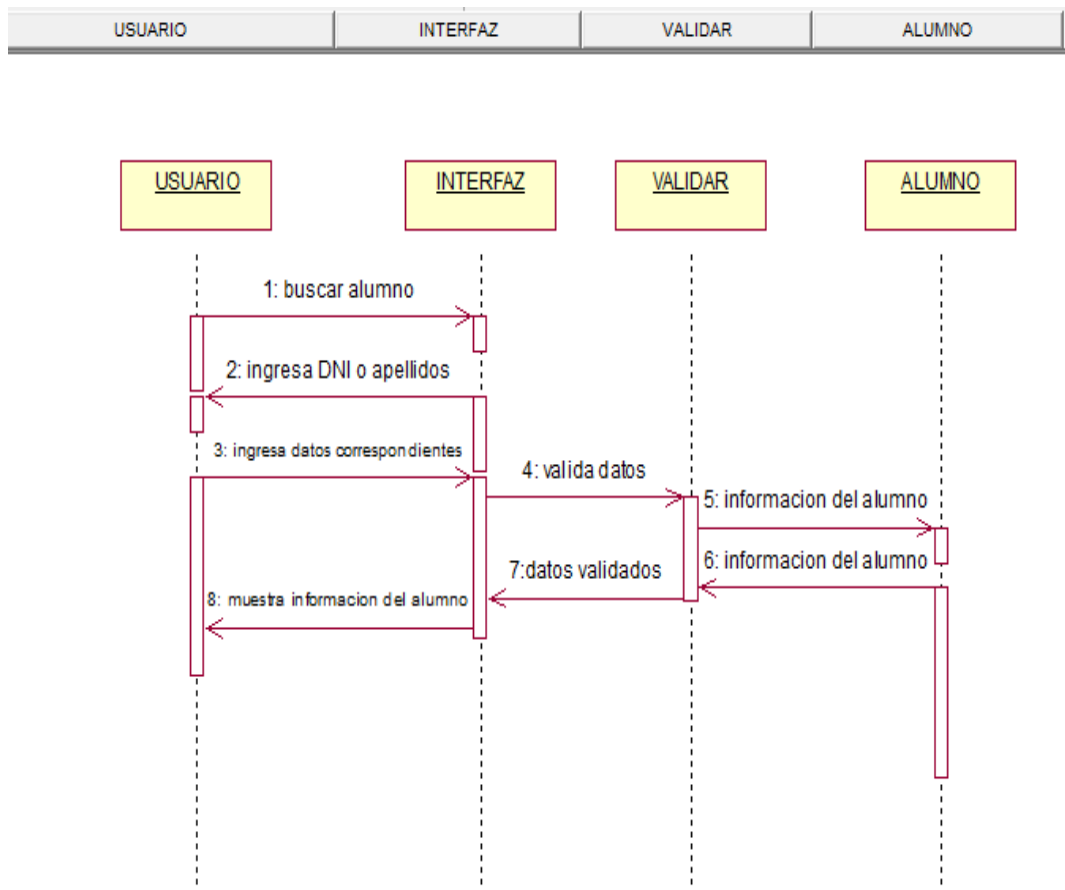 USUARIO INTERFAZ VALIDAR ALUMNO
USUARIO INTERFAZ VALIDAR ALUMNO
1: buscar alumno
2: ingresa DNI o apellidos
3: ingresa datos correspondientes
4: valida datos
5: informacion del alumno
6: informacion del alumno
7:datos validados
8: muestra informacion del alumno